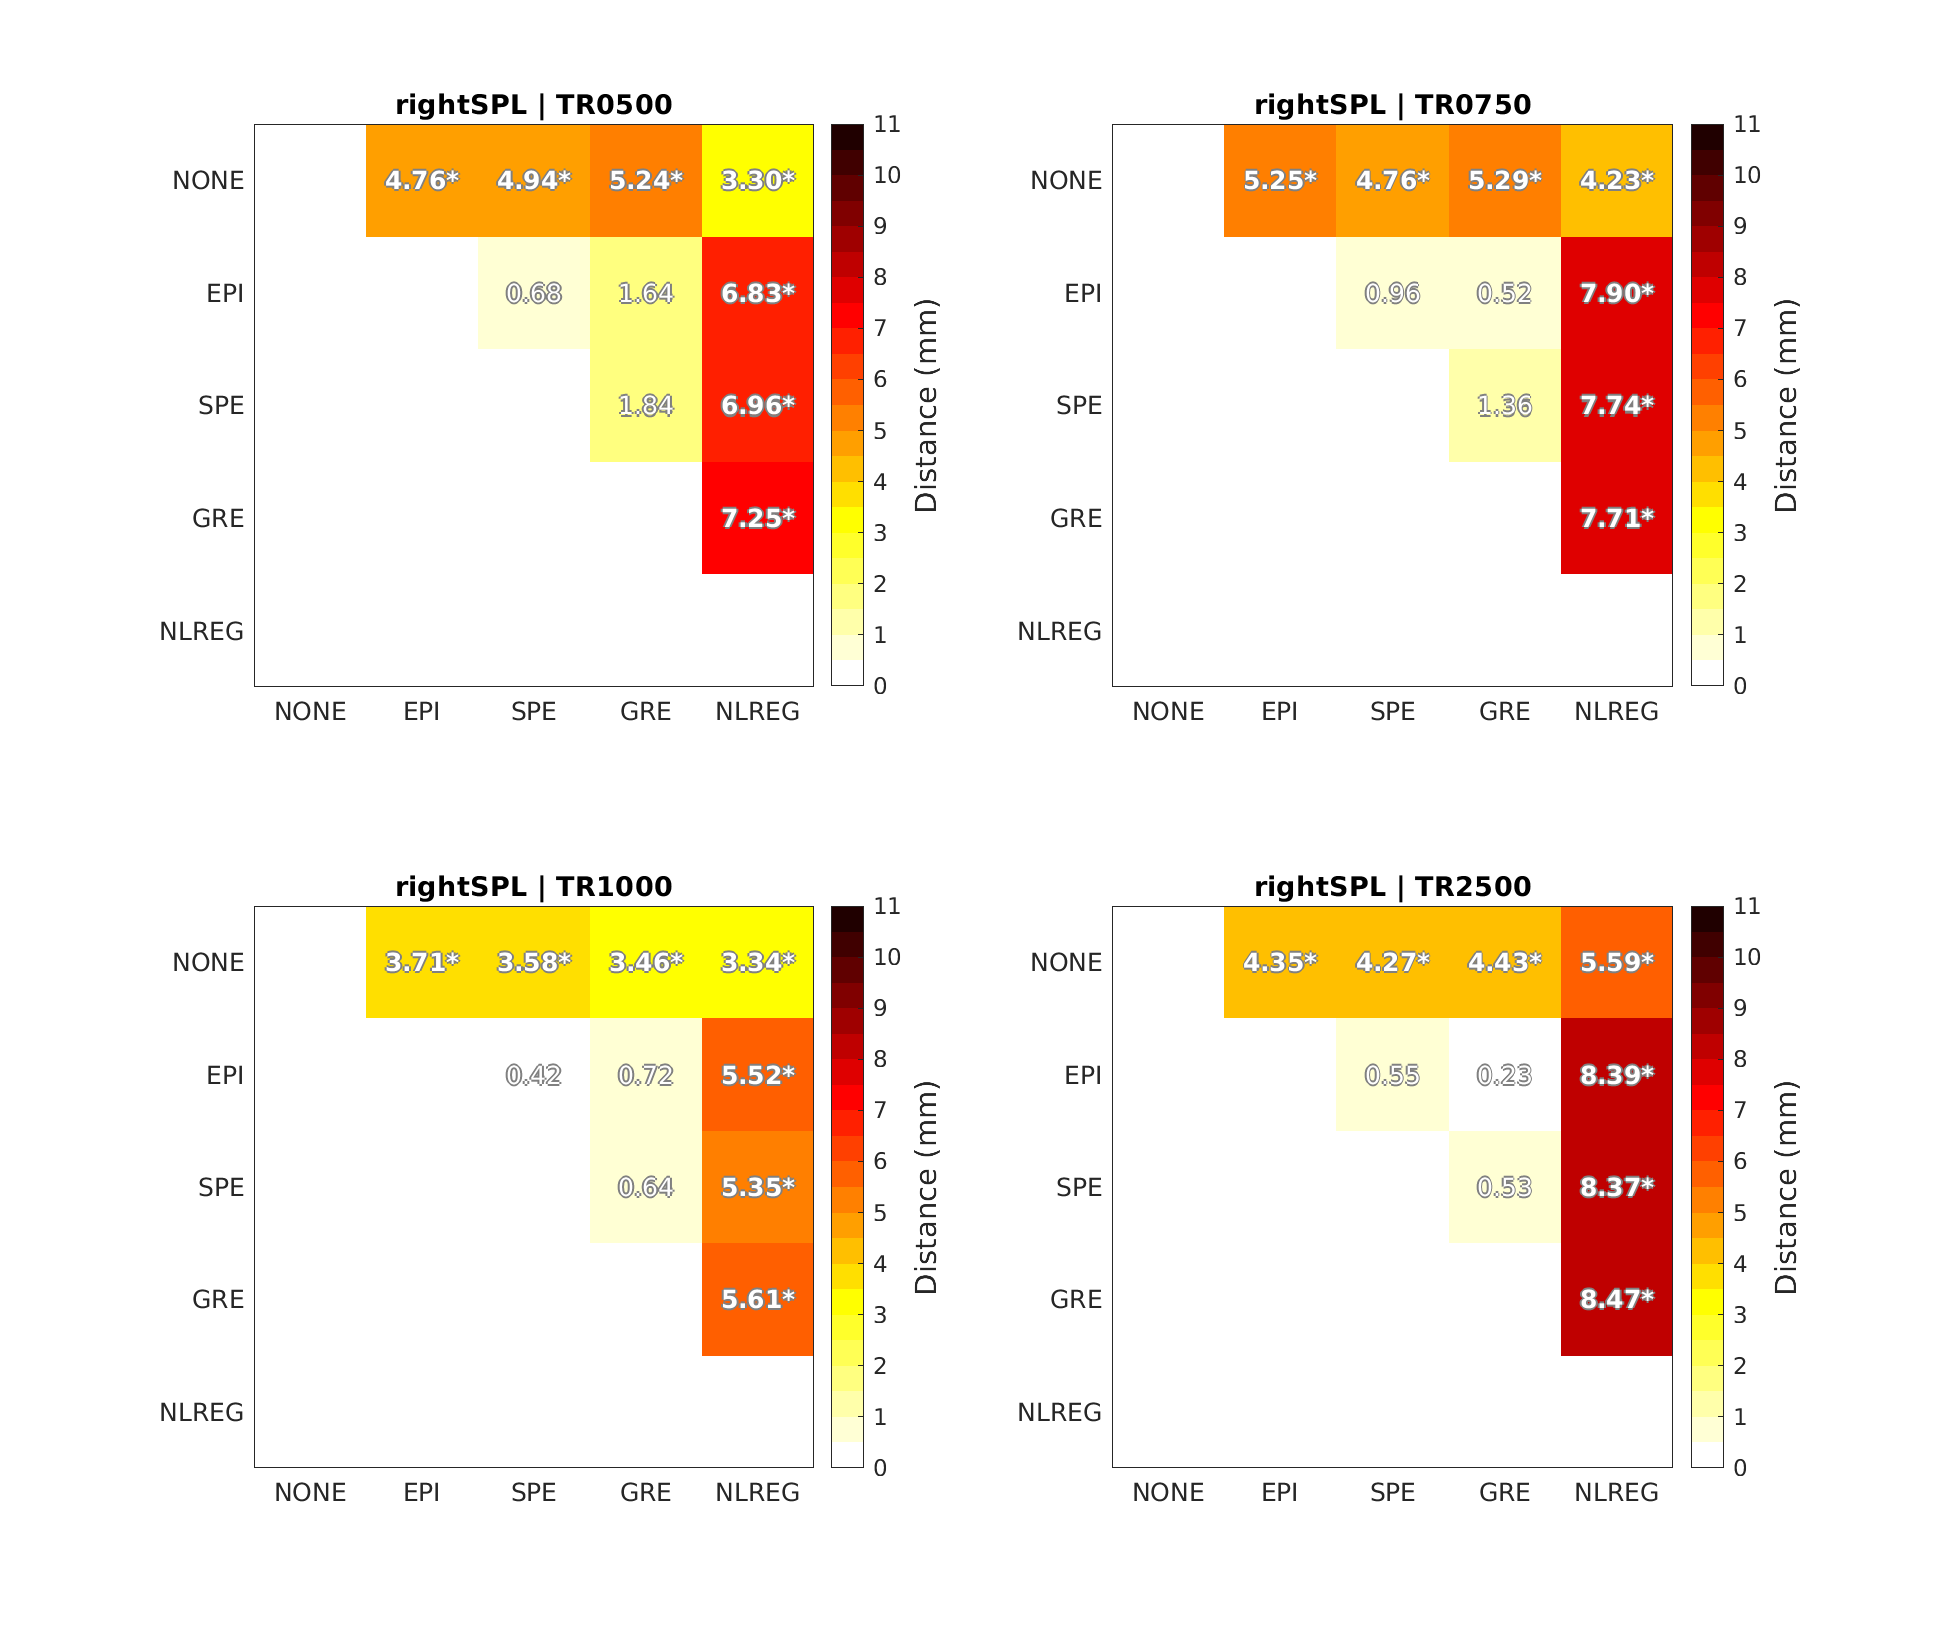 rightSPL | TR0500
NONE 4.76* 4.94* 5.24* 3.30*
EPI 0.68 1.64 6.83*
SPE 1.84 6.96*
GRE 7.25*
NLREG
NONE EPI SPE GRE NLREG
11
10
9
8
7
6
5
4
3
2
1
0
Distance (mm)
rightSPL | TR0750
NONE 5.25* 4.76* 5.29* 4.23*
EPI 0.96 0.52 7.90*
SPE 1.36 7.74*
GRE 7.71*
NLREG
NONE EPI SPE GRE NLREG
11
10
9
8
7
6
5
4
3
2
1
0
Distance (mm)
rightSPL | TR1000
NONE 3.71* 3.58* 3.46* 3.34*
EPI 0.42 0.72 5.52*
SPE 0.64 5.35*
GRE 5.61*
NLREG
NONE EPI SPE GRE NLREG
11
10
9
8
7
6
5
4
3
2
1
0
Distance (mm)
rightSPL | TR2500
NONE 4.35* 4.27* 4.43* 5.59*
EPI 0.55 0.23 8.39*
SPE 0.53 8.37*
GRE 8.47*
NLREG
NONE EPI SPE GRE NLREG
11
10
9
8
7
6
5
4
3
2
1
0
Distance (mm)